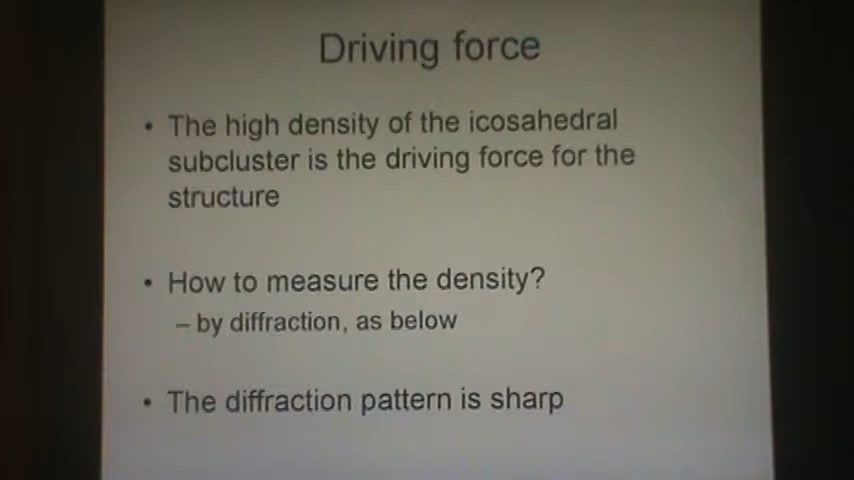 Driving force
• The high density of the icosahedral
subcluster is the driving force for the
structure
• How to measure the density?
– by diffraction, as below
• The diffraction pattern is sharp